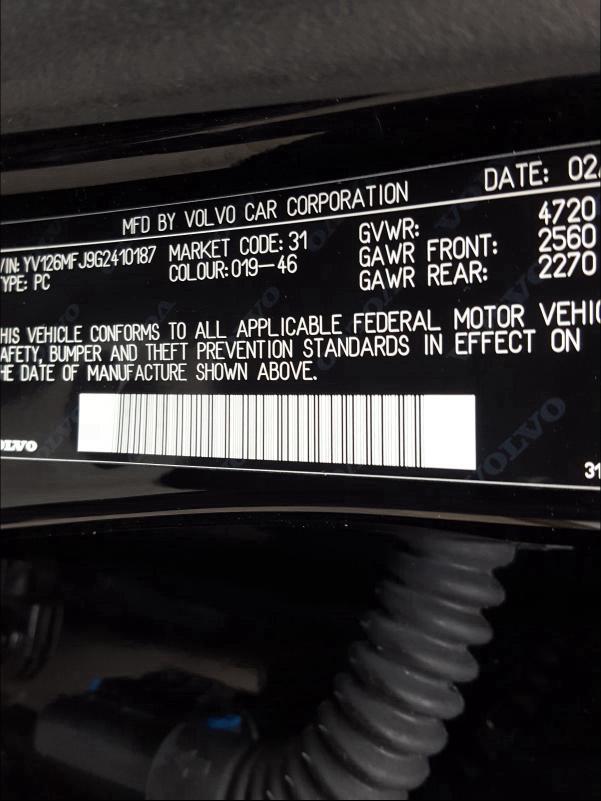 DATE: 02
MFD BY VOLVO CAR CORPORATION
VIN: YV126MFJ9G2410187 MARKET CODE: 31 GVWR: 4720
TYPE: PC COLOUR: 019-46 GAWR FRONT: 2560
GAWR REAR: 2270
HIS VEHICLE CONFORMS TO ALL APPLICABLE FEDERAL MOTOR VEHIC
AFETY, BUMPER AND THEFT PREVENTION STANDARDS IN EFFECT ON
HE DATE OF MANUFACTURE SHOWN ABOVE.
VOLVO
31